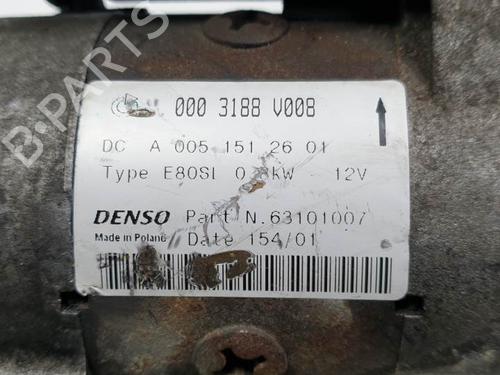 B-PARTS
000 3188 V008
DC A 005 151 26 01
Type E80SL kW 12V
DENSO Part N.63101007
Made in Poland Date 154/01